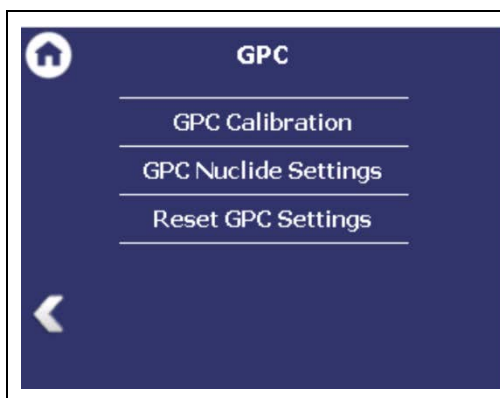 GPC
GPC Calibration
GPC Nuclide Settings
Reset GPC Settings